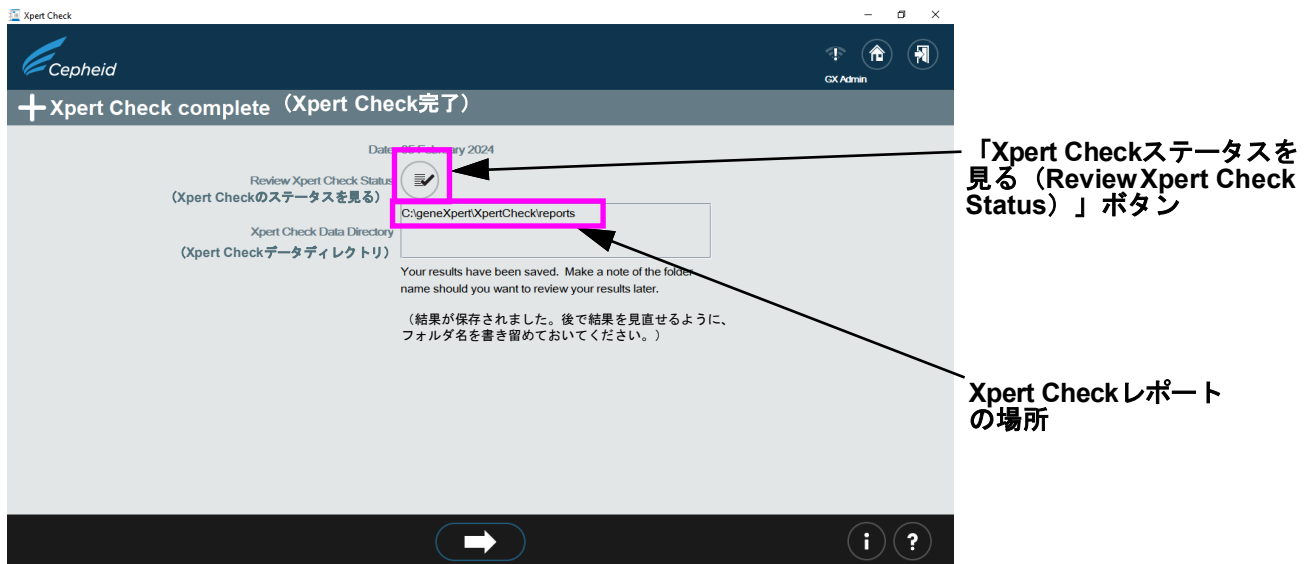 Xpert Check
Cepheid
GX Admin
Xpert Check complete（Xpert Check完了）
Date 05 February 2024
Review Xpert Check Status
（Xpert Checkのステータスを見る）
C:\geneXpert\XpertCheck\reports
Xpert Check Data Directory
（Xpert Checkデータディレクトリ）
Your results have been saved. Make a note of the folder
name should you want to review your results later.
（結果が保存されました。後で結果を見直せるように、
フォルダ名を書き留めておいてください。）
i ?
「Xpert Checkステータスを
見る（Review Xpert Check
Status）」ボタン
Xpert Checkレポート
の場所